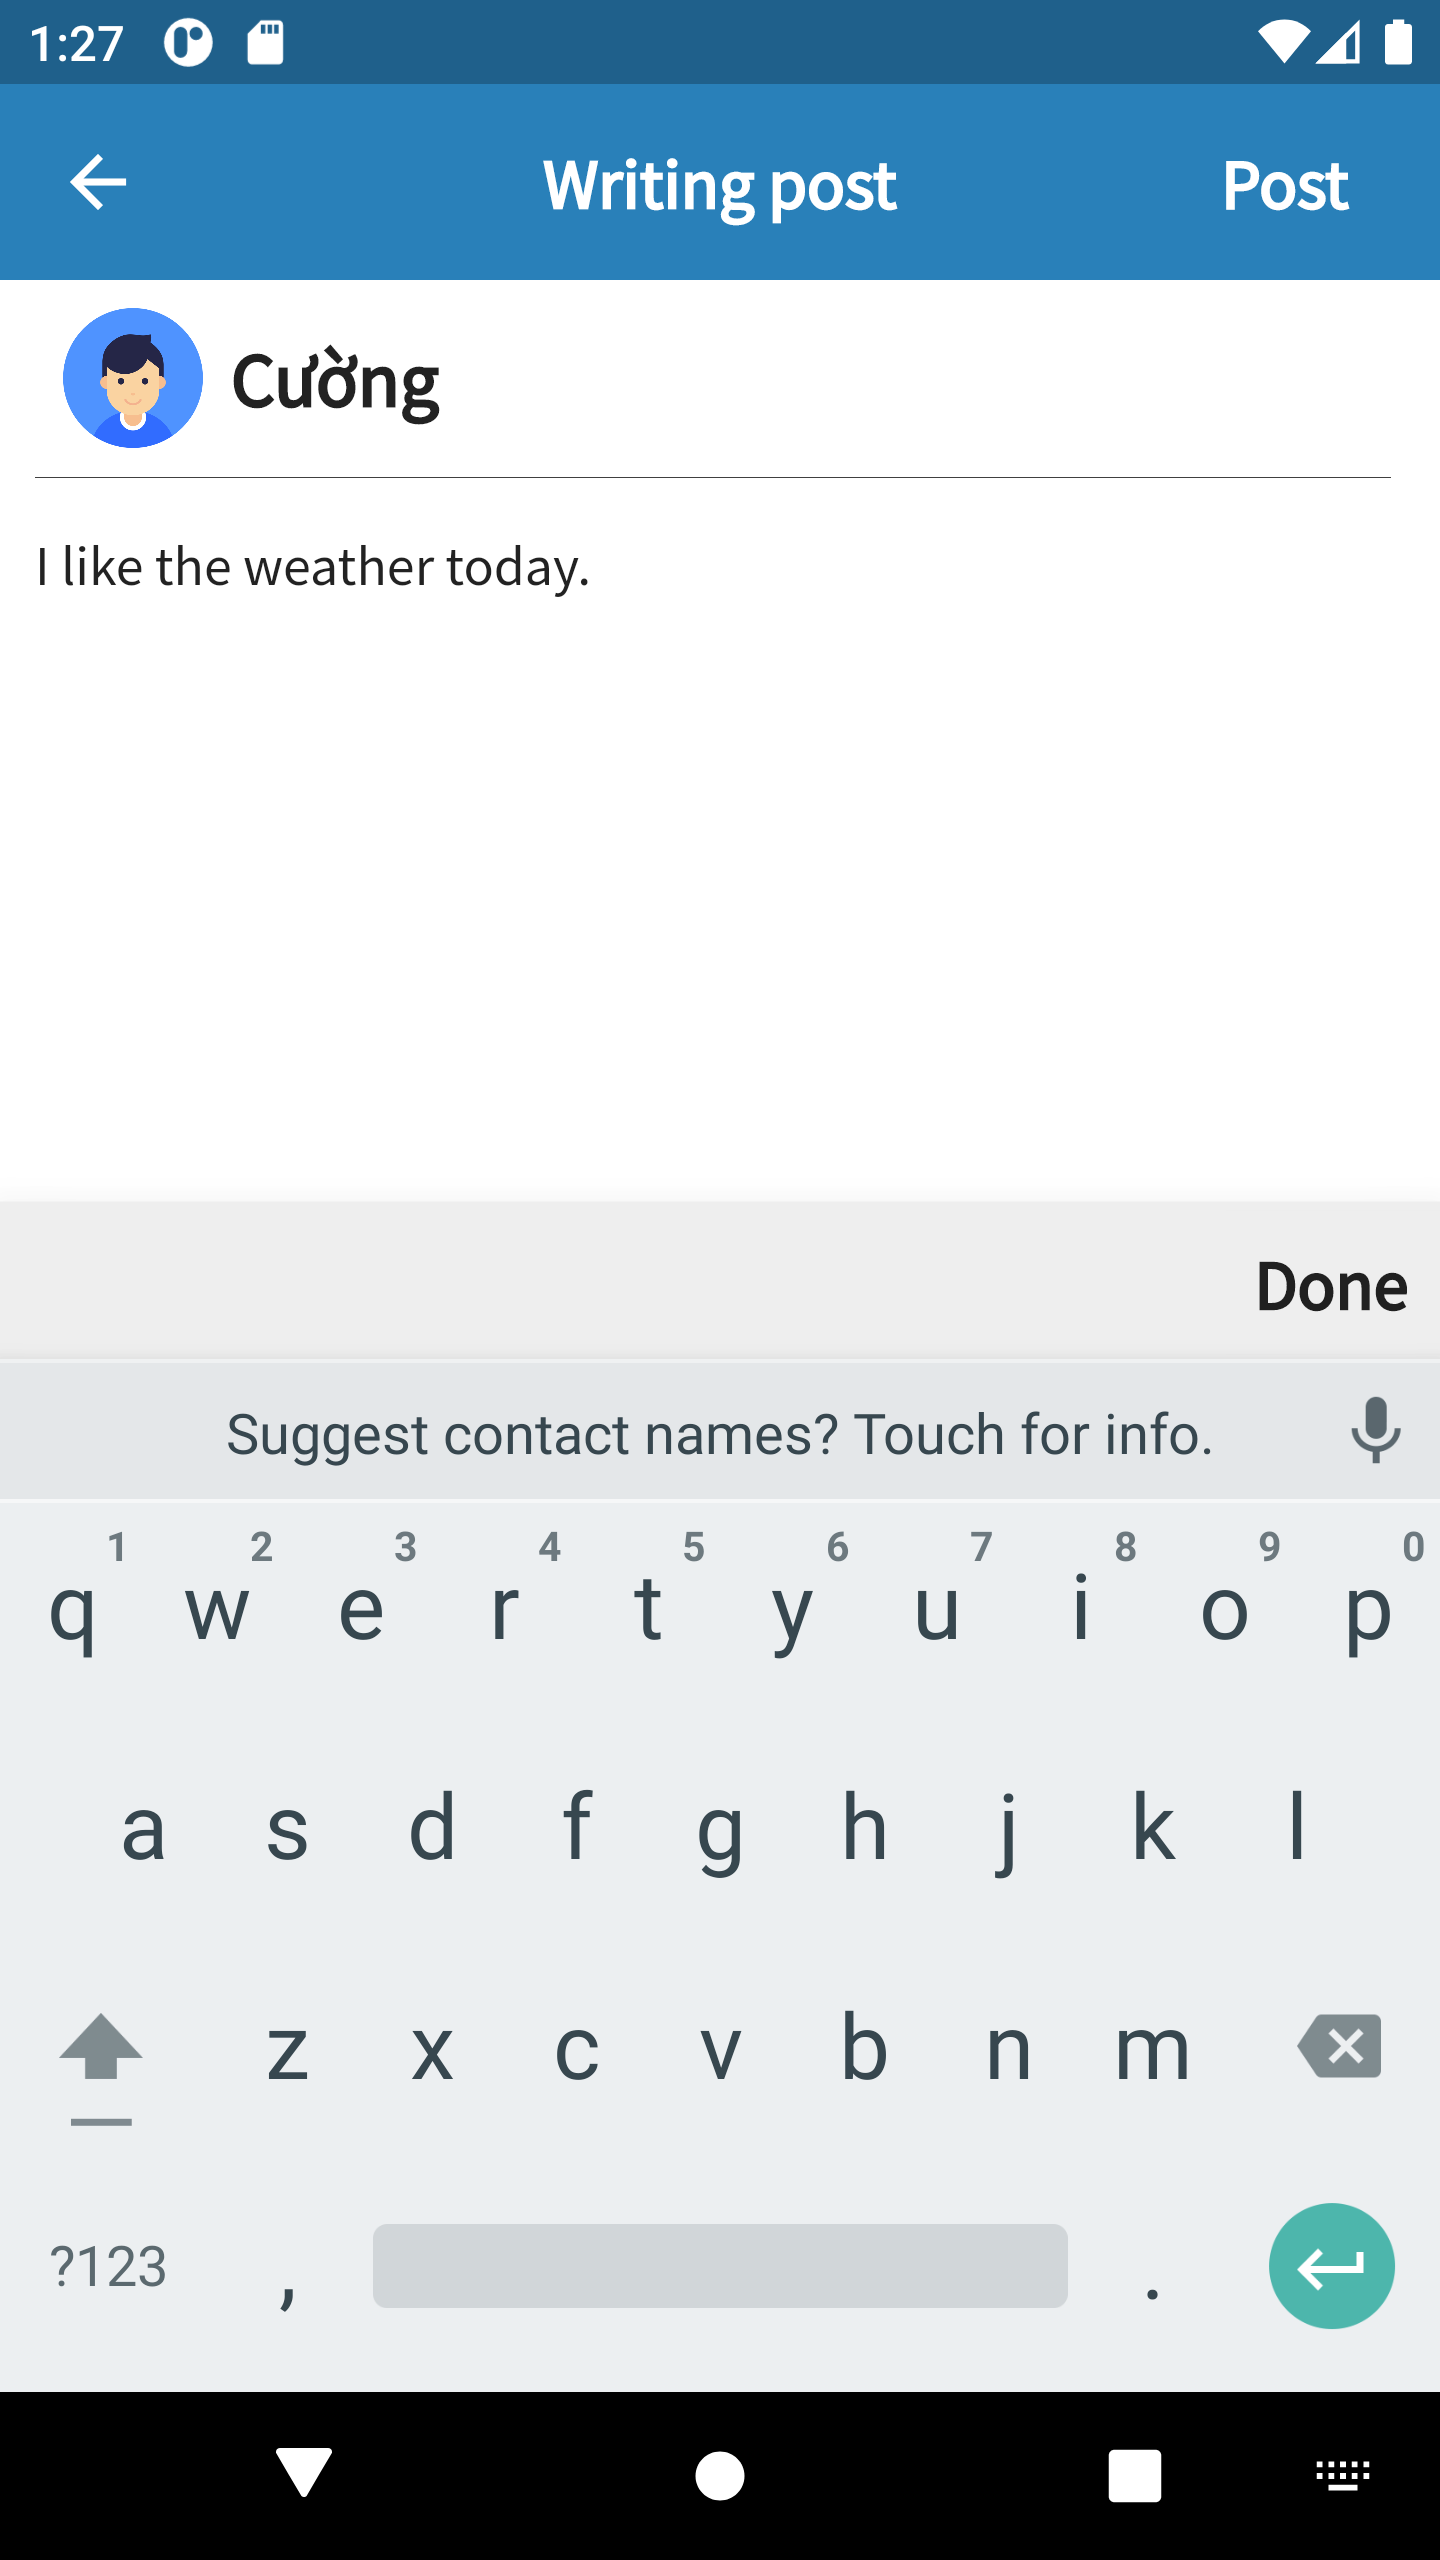 1:27
Writing post
Post
Cường
I like the weather today.
Done
Suggest contact names? Touch for info.
1 2 3 4 5 6 7 8 9 0
q w e r t y u i o p
a s d f g h j k l
z x c v b n m
?123 , .